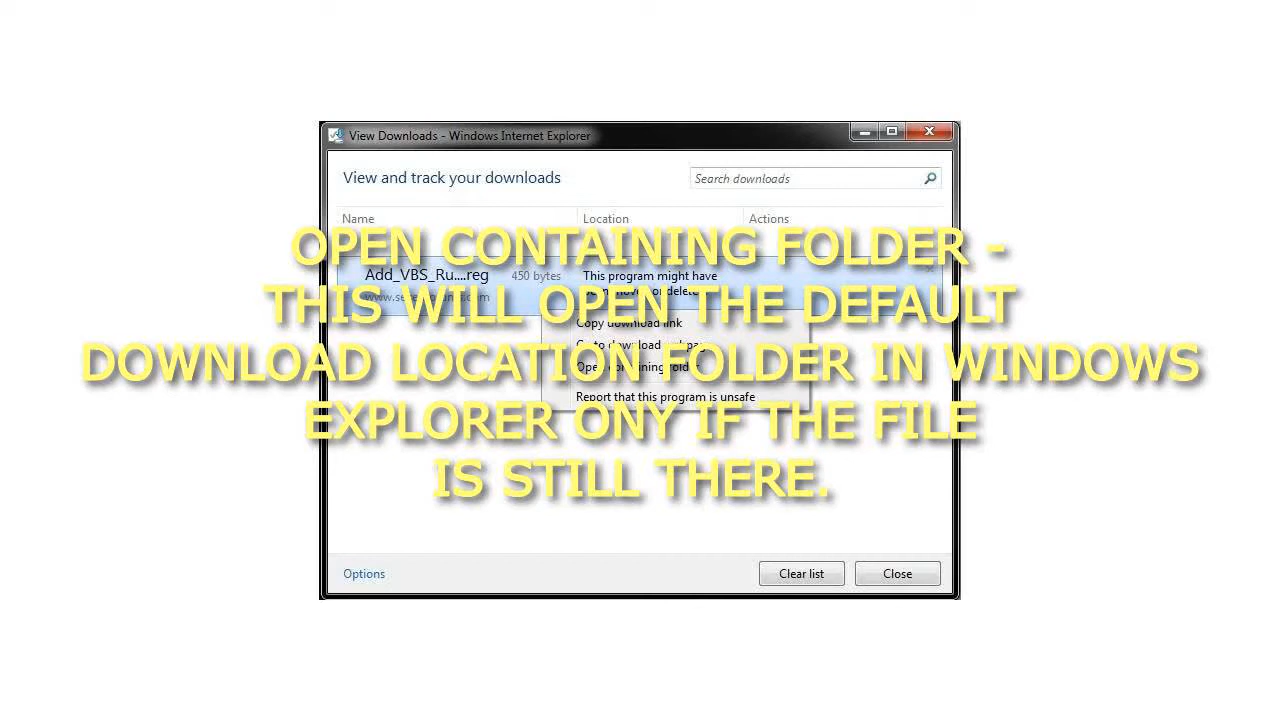 View Downloads - Windows Internet Explorer
View and track your downloads
Search downloads
Name
Location
Actions
OPEN CONTAINING FOLDER -
Add_VBS_Ru....reg
450 bytes
This program might have
THIS WILL OPEN THE DEFAULT
Copy download link
DOWNLOAD LOCATION FOLDER IN WINDOWS
Open containing folder
Report that this program is unsafe
EXPLORER ONY IF THE FILE
IS STILL THERE.
Options
Clear list
Close